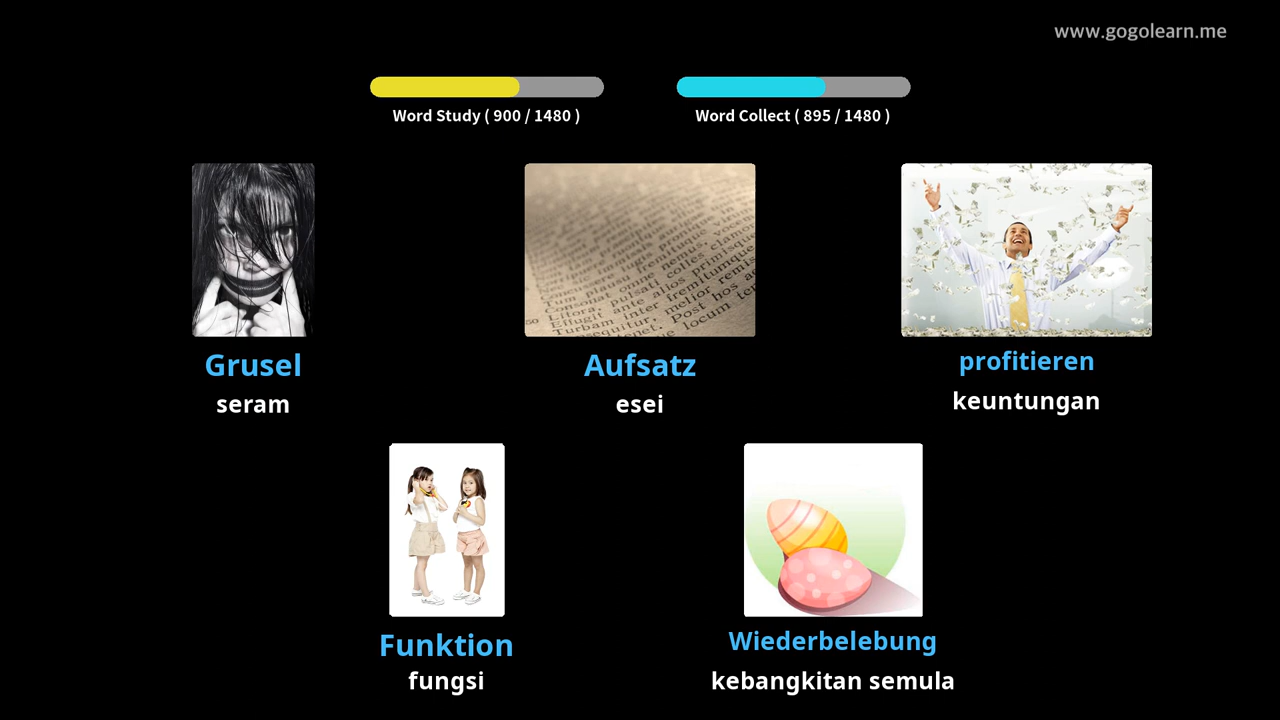 www.gogolearn.me
Word Study ( 900 / 1480 )
Word Collect ( 895 / 1480 )
Grusel
seram
Aufsatz
esei
profitieren
keuntungan
Funktion
fungsi
Wiederbelebung
kebangkitan semula